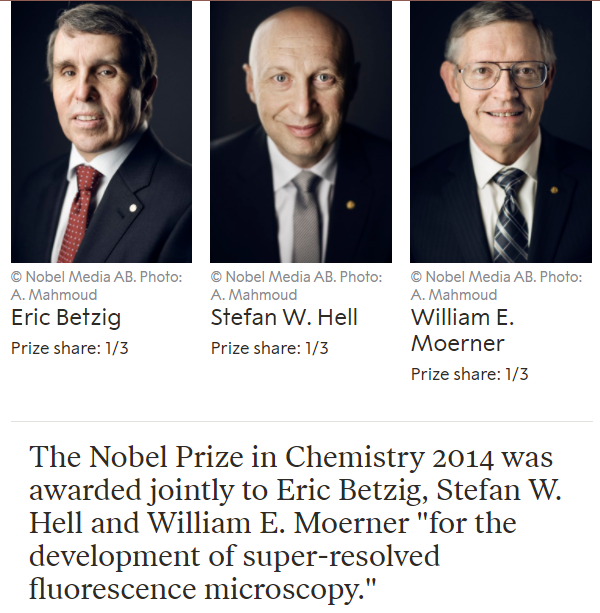 © Nobel Media AB. Photo:
A. Mahmoud
Eric Betzig
Prize share: 1/3
© Nobel Media AB. Photo:
A. Mahmoud
Stefan W. Hell
Prize share: 1/3
© Nobel Media AB. Photo:
A. Mahmoud
William E.
Moerner
Prize share: 1/3
The Nobel Prize in Chemistry 2014 was
awarded jointly to Eric Betzig, Stefan W.
Hell and William E. Moerner "for the
development of super-resolved
fluorescence microscopy."